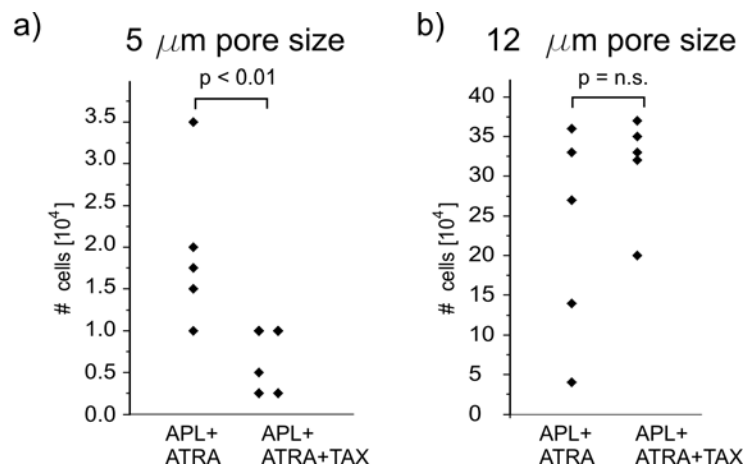 a)
5 μm pore size
p < 0.01
# cells [10⁴]
3.5
3.0
2.5
2.0
1.5
1.0
0.5
0.0
APL+
ATRA
APL+
ATRA+TAX
b)
12 μm pore size
p = n.s.
# cells [10⁴]
40
35
30
25
20
15
10
5
0
APL+
ATRA
APL+
ATRA+TAX